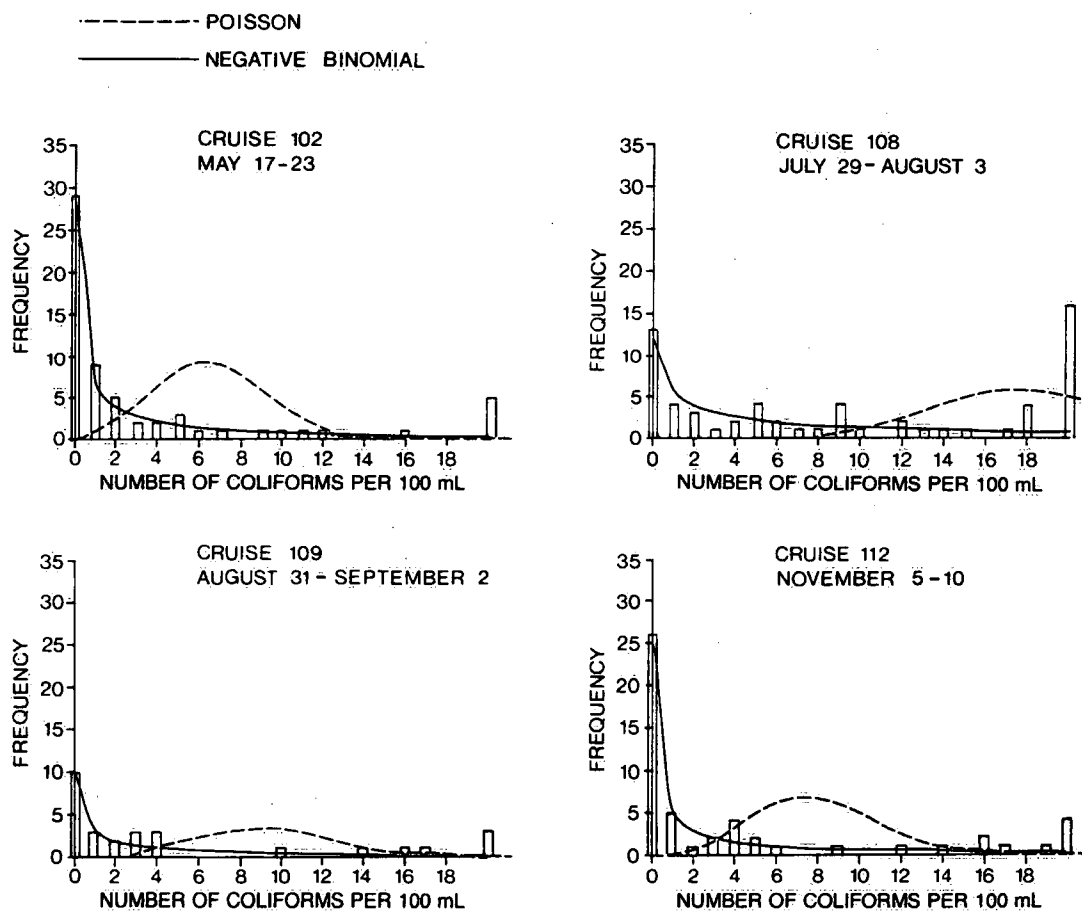 POISSON
NEGATIVE BINOMIAL
CRUISE 102
MAY 17-23
FREQUENCY
35
30
25
20
15
10
5
0
0 2 4 6 8 10 12 14 16 18
NUMBER OF COLIFORMS PER 100 mL
CRUISE 108
JULY 29-AUGUST 3
FREQUENCY
35
30
25
20
15
10
5
0
0 2 4 6 8 10 12 14 16 18
NUMBER OF COLIFORMS PER 100 mL
CRUISE 109
AUGUST 31-SEPTEMBER 2
FREQUENCY
35
30
25
20
15
10
5
0
0 2 4 6 8 10 12 14 16 18
NUMBER OF COLIFORMS PER 100 mL
CRUISE 112
NOVEMBER 5-10
FREQUENCY
35
30
25
20
15
10
5
0
0 2 4 6 8 10 12 14 16 18
NUMBER OF COLIFORMS PER 100 mL